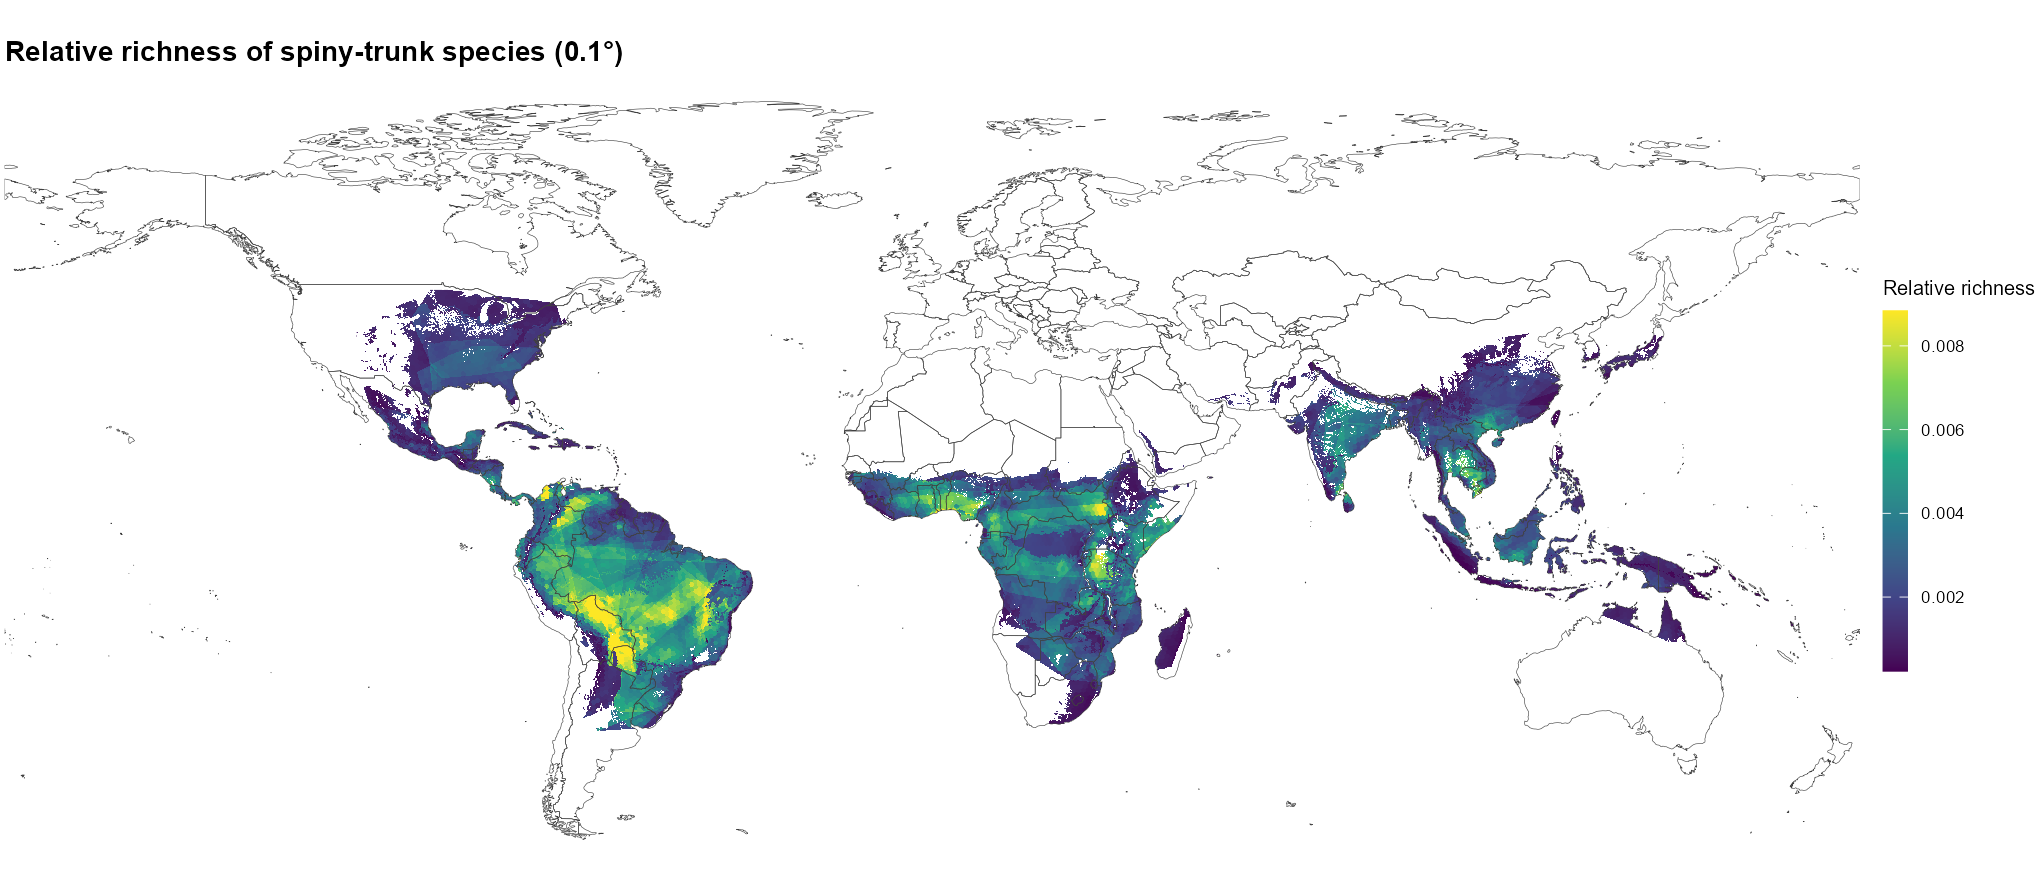 Relative richness of spiny-trunk species (0.1°)
Relative richness
0.008
0.006
0.004
0.002